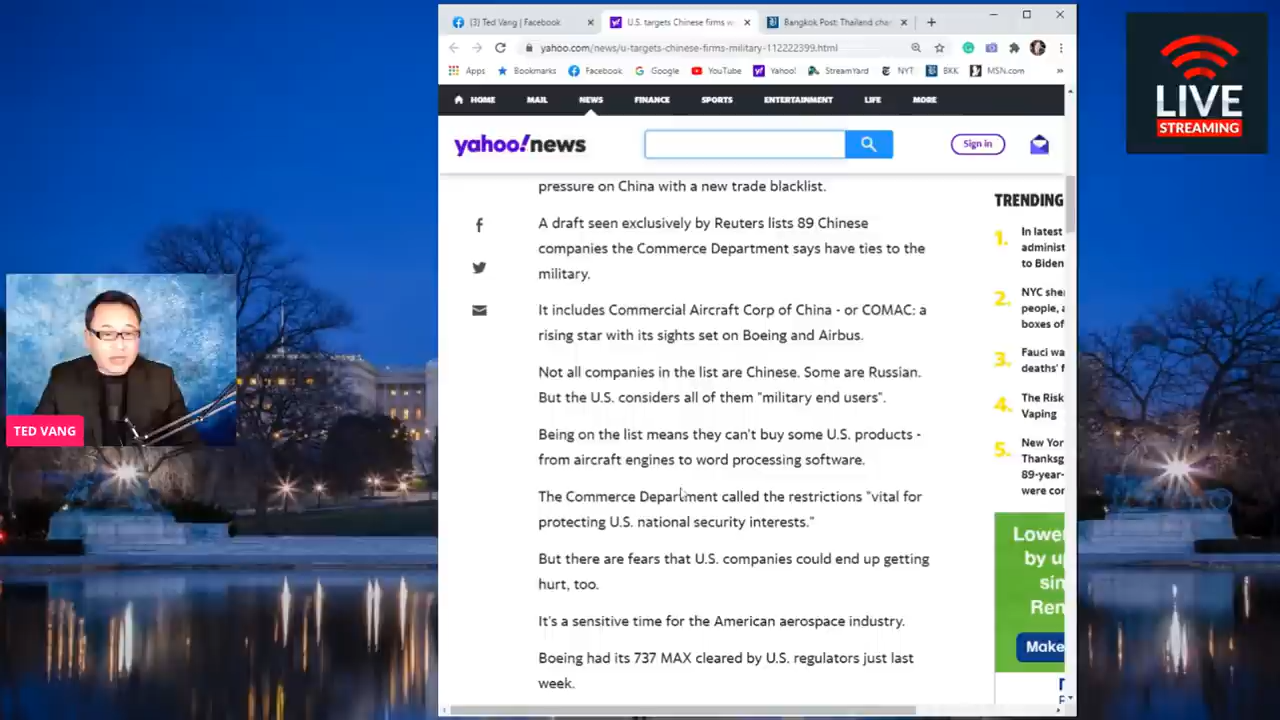 (3) Ted Vang | Facebook
U.S. targets Chinese firms w
Bangkok Post: Thailand cha
yahoo.com/news/u-targets-chinese-firms-military-112222399.html
Apps Bookmarks Facebook Google YouTube Yahoo! StreamYard NYT BKK MSN.com »
HOME MAIL NEWS FINANCE SPORTS ENTERTAINMENT LIFE MORE
yahoo!news
Sign in
pressure on China with a new trade blacklist.
A draft seen exclusively by Reuters lists 89 Chinese
companies the Commerce Department says have ties to the
military.
It includes Commercial Aircraft Corp of China - or COMAC: a
rising star with its sights set on Boeing and Airbus.
Not all companies in the list are Chinese. Some are Russian.
But the U.S. considers all of them "military end users".
Being on the list means they can't buy some U.S. products -
from aircraft engines to word processing software.
The Commerce Department called the restrictions "vital for
protecting U.S. national security interests."
But there are fears that U.S. companies could end up getting
hurt, too.
It's a sensitive time for the American aerospace industry.
Boeing had its 737 MAX cleared by U.S. regulators just last
week.
TRENDING
1. In latest
administ
to Biden
2. NYC she
people, a
boxes of
3. Fauci wa
deaths' f
4. The Risk
Vaping
5. New Yor
Thanksg
89-year-
were con
Lowe
by u
sin
Ren
Make
LIVE
STREAMING
TED VANG